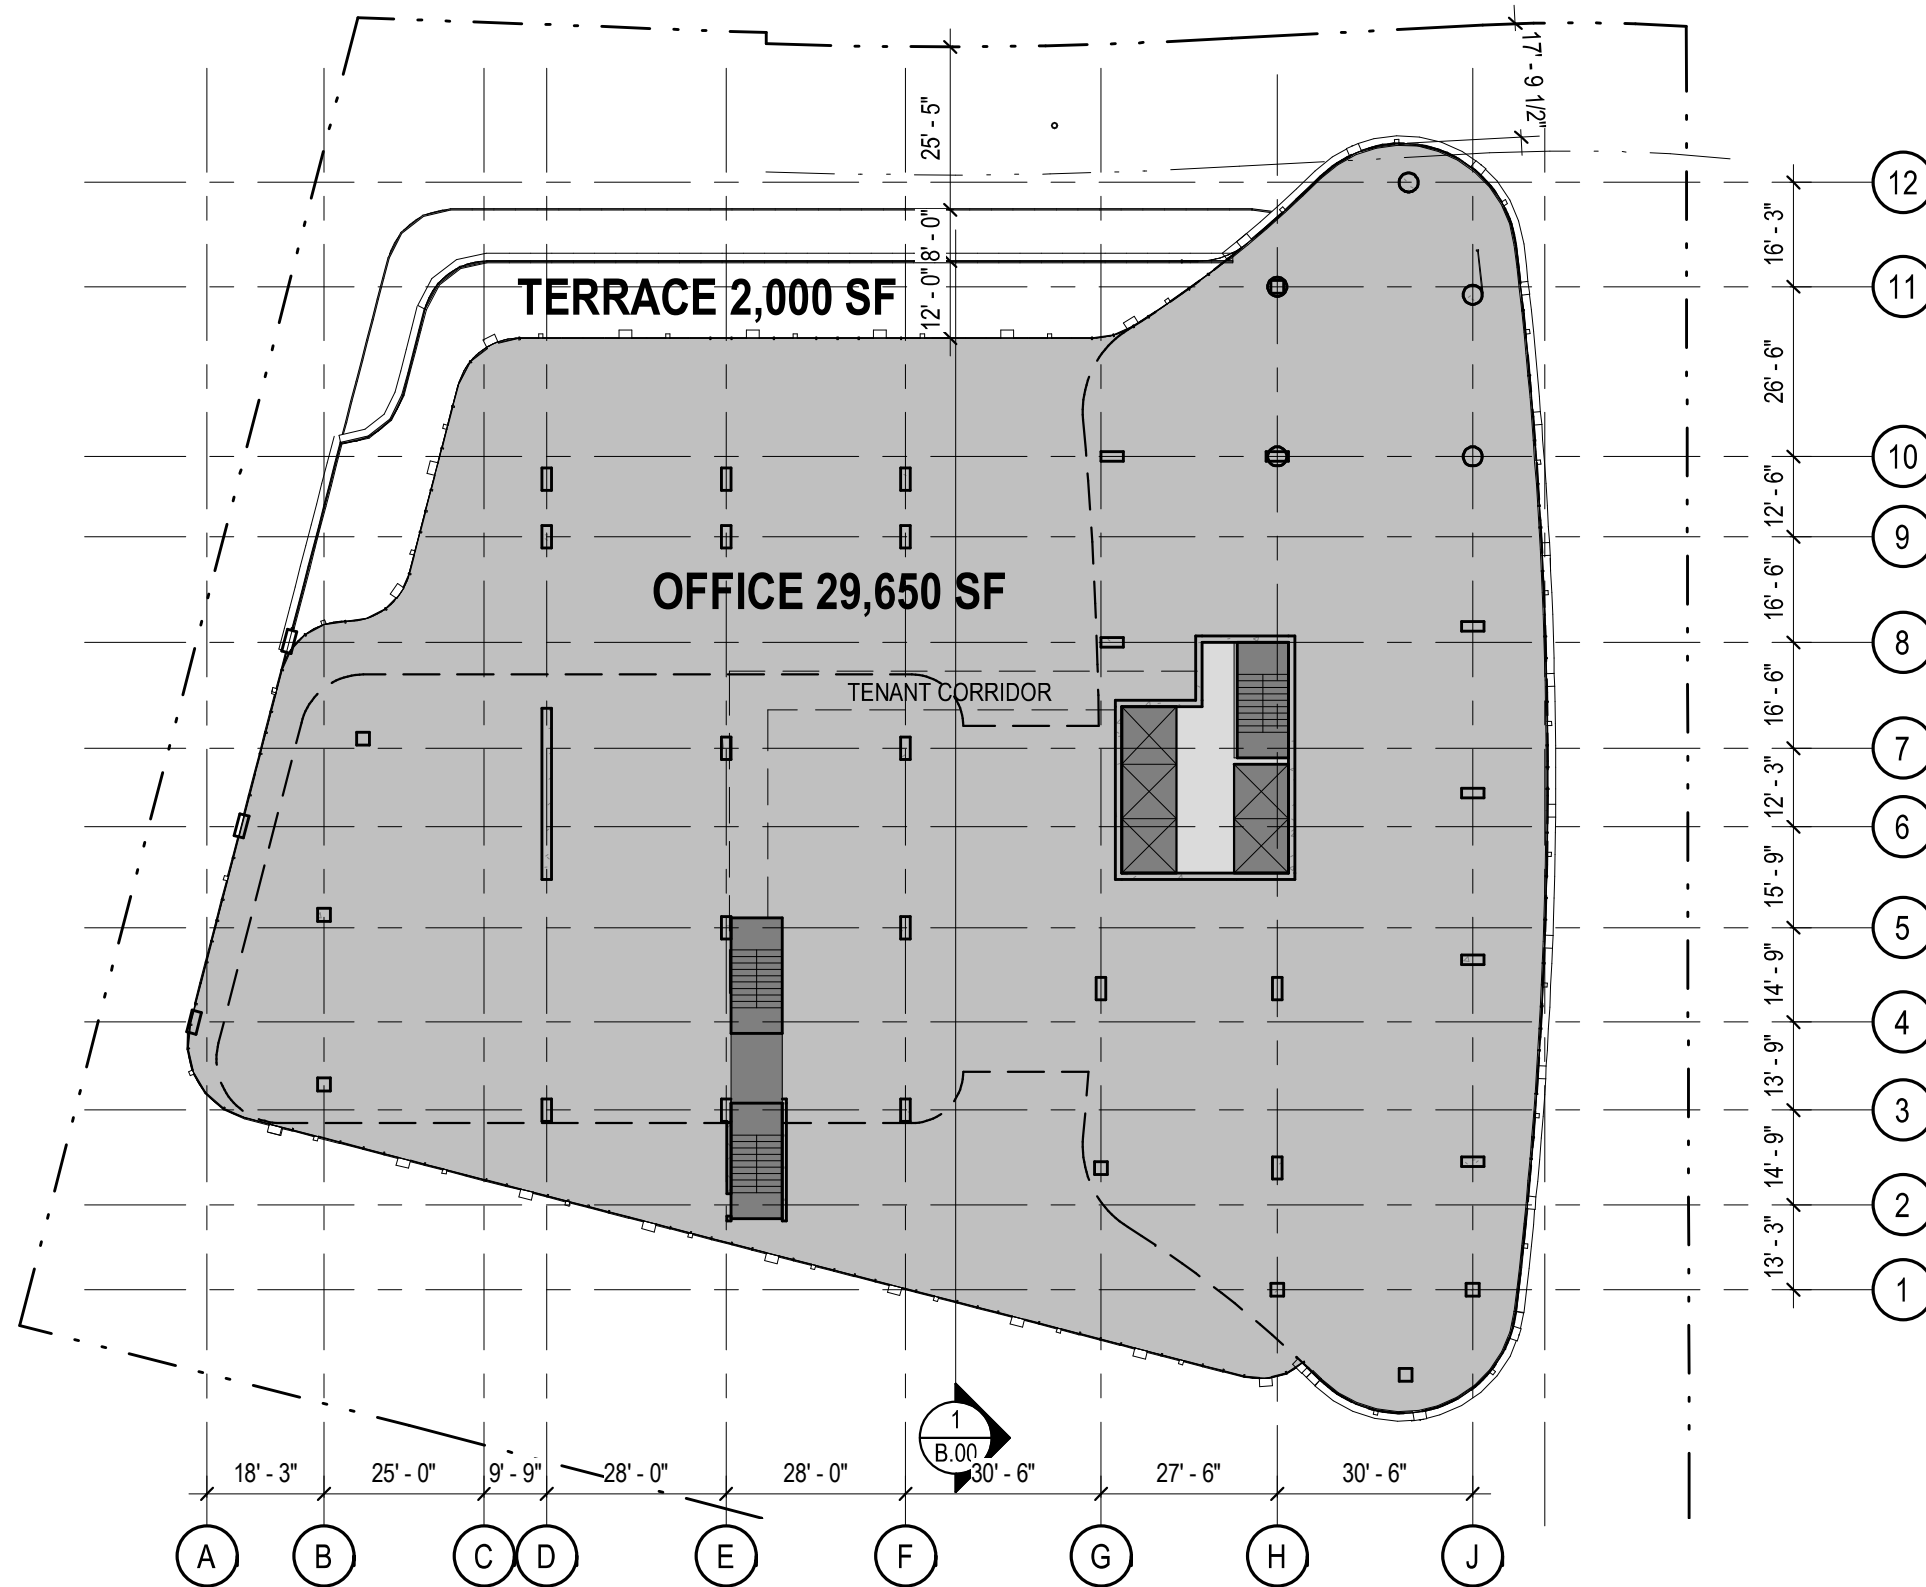 17' - 9 1/2"
25' - 5"
8' - 0"
12' - 0"
TERRACE 2,000 SF
OFFICE 29,650 SF
TENANT CORRIDOR
12
16' - 3"
11
26' - 6"
10
12' - 6"
9
16' - 6"
8
16' - 6"
7
12' - 3"
6
15' - 9"
5
14' - 9"
4
13' - 9"
3
14' - 9"
2
13' - 3"
1
1
B.00
18' - 3"
25' - 0"
9' - 9"
28' - 0"
28' - 0"
30' - 6"
27' - 6"
30' - 6"
A
B
C
D
E
F
G
H
J